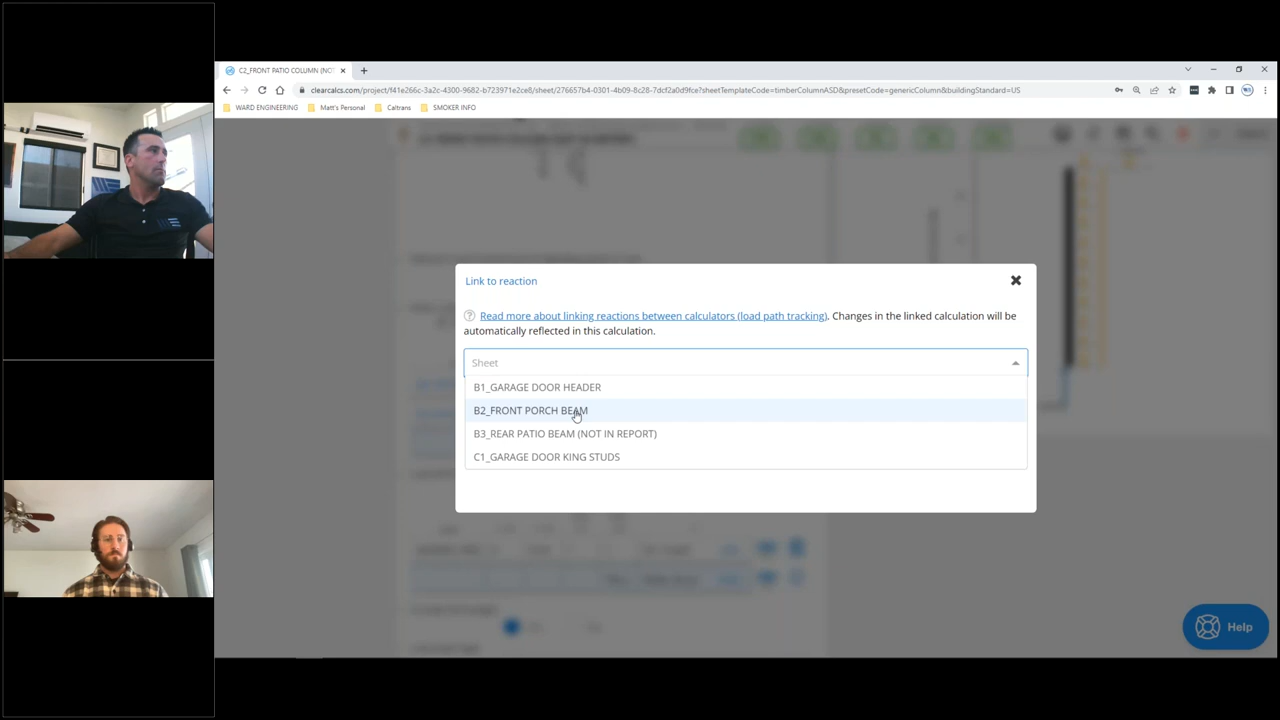 C2_FRONT PATIO COLUMN (NOT
clearcalcs.com/project/f41e266c-3a2c-4300-9682-b723971e2ce8/sheet/276657b4-0301-4b09-8c28-7dcf2a0d9fce?sheetTemplateCode=timberColumnASD&presetCode=genericColumn&buildingStandard=US
WARD ENGINEERING Matt's Personal Caltrans SMOKER INFO
Link to reaction
Read more about linking reactions between calculators (load path tracking). Changes in the linked calculation will be
automatically reflected in this calculation.
Sheet
B1_GARAGE DOOR HEADER
B2_FRONT PORCH BEAM
B3_REAR PATIO BEAM (NOT IN REPORT)
C1_GARAGE DOOR KING STUDS
Help